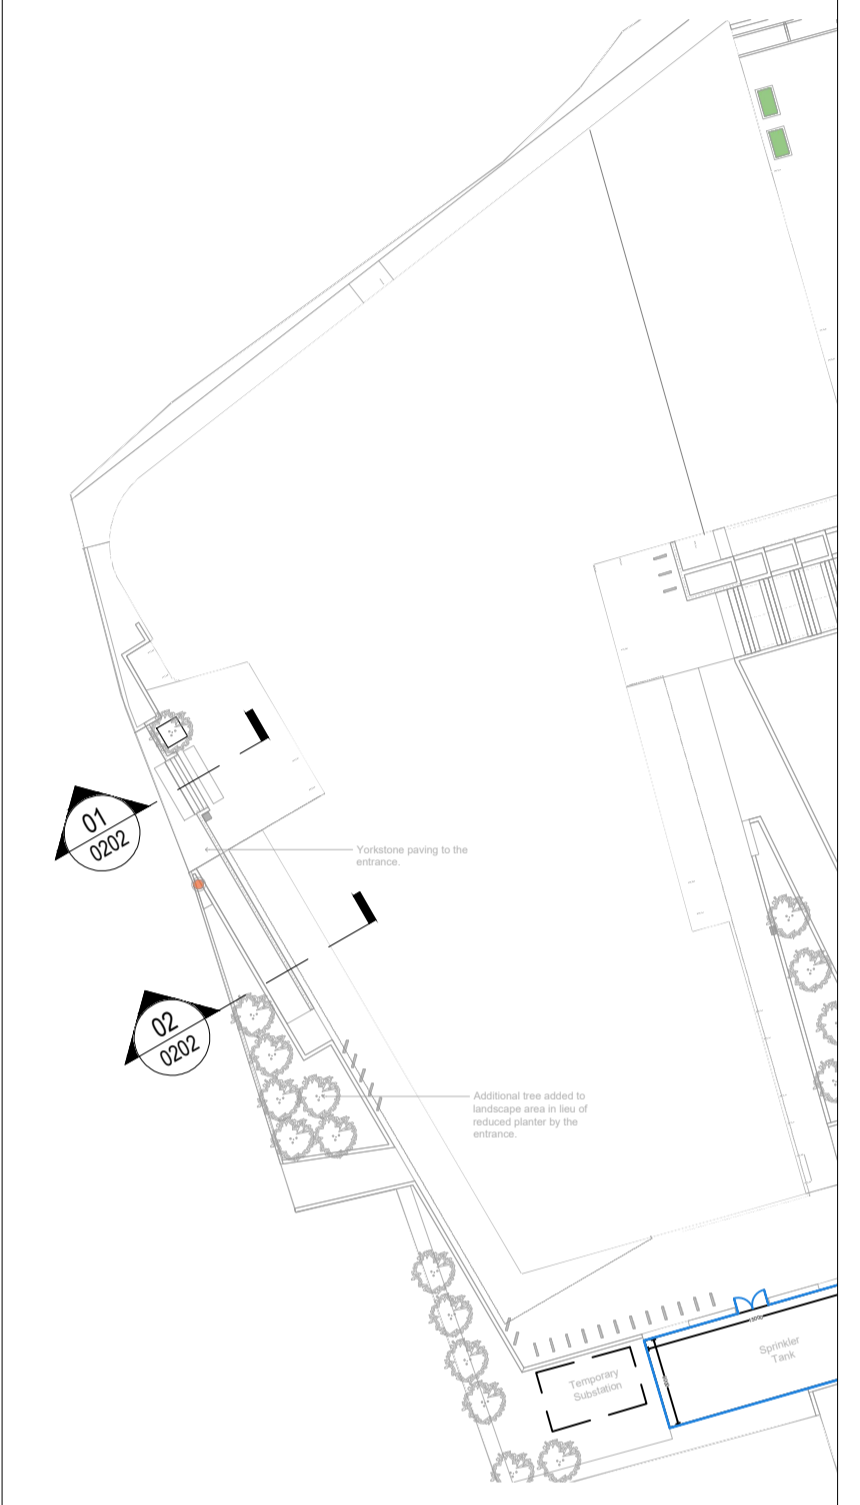 01
0202
Yorkstone paving to the
entrance.
02
0202
Additional tree added to
landscape area in lieu of
reduced planter by the
entrance.
Sprinkler
Tank
Temporary
Substation